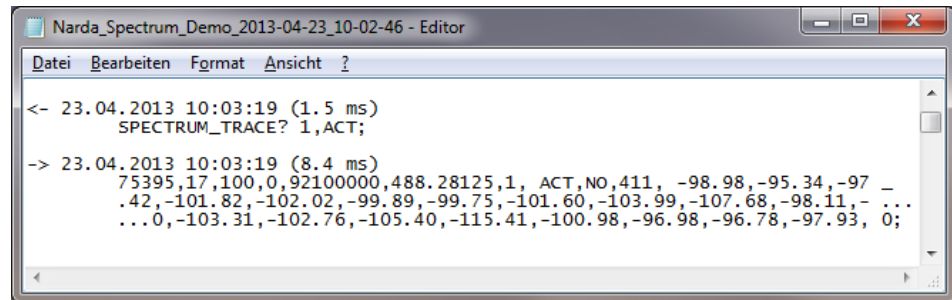 Narda_Spectrum_Demo_2013-04-23_10-02-46 - Editor
Datei Bearbeiten Format Ansicht ?
<- 23.04.2013 10:03:19 (1.5 ms)
SPECTRUM_TRACE? 1,ACT;
-> 23.04.2013 10:03:19 (8.4 ms)
75395,17,100,0,92100000,488.28125,1, ACT,NO,411, -98.98,-95.34,-97 _
.42,-101.82,-102.02,-99.89,-99.75,-101.60,-103.99,-107.68,-98.11,- ...
...0,-103.31,-102.76,-105.40,-115.41,-100.98,-96.98,-96.78,-97.93, 0;